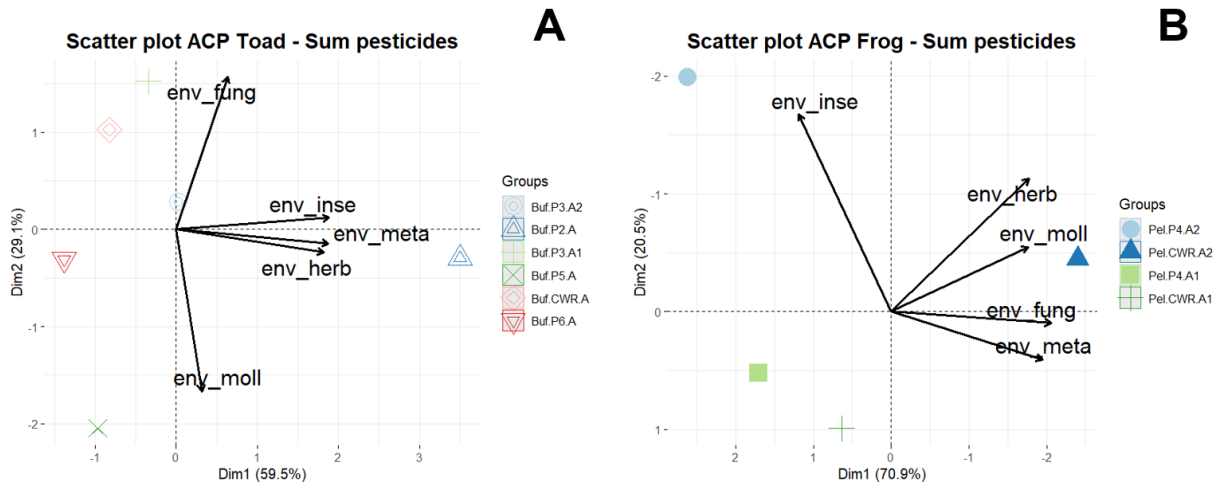 A
Scatter plot ACP Toad - Sum pesticides
env_fung
env_inse
env_meta
env_herb
env_moll
1
0
-1
-2
Dim2 (29.1%)
-1 0 1 2 3
Dim1 (59.5%)
Groups
Buf.P3.A2
Buf.P2.A
Buf.P3.A1
Buf.P5.A
Buf.CWR.A
Buf.P6.A
B
Scatter plot ACP Frog - Sum pesticides
env_inse
env_herb
env_moll
env_fung
env_meta
-2
-1
0
1
Dim2 (20.5%)
2 1 0 -1 -2
Dim1 (70.9%)
Groups
Pel.P4.A2
Pel.CWR.A2
Pel.P4.A1
Pel.CWR.A1